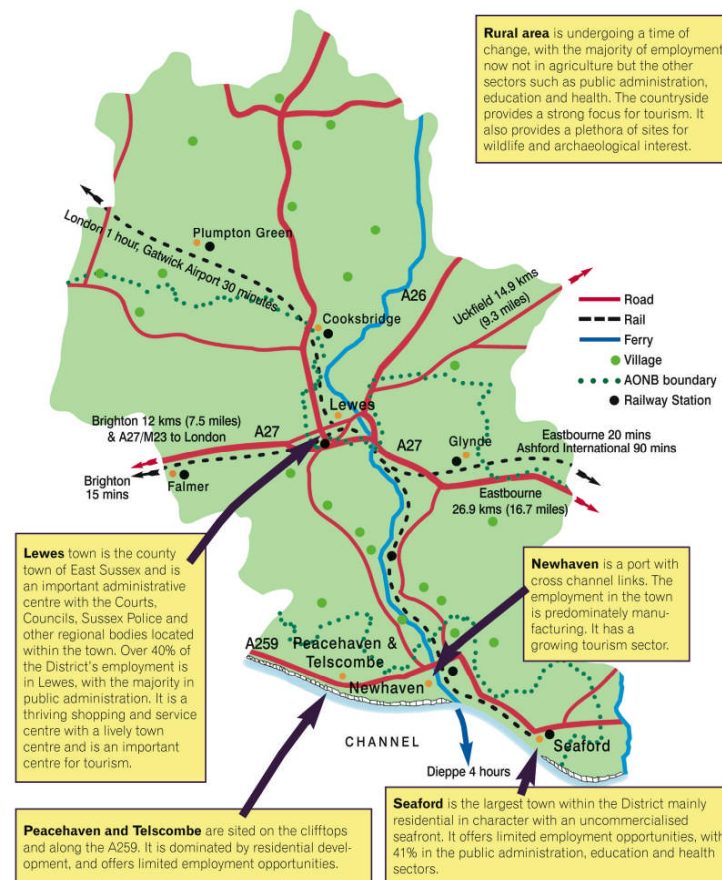 Rural area is undergoing a time of
change, with the majority of employment
now not in agriculture but the other
sectors such as public administration,
education and health. The countryside
provides a strong focus for tourism. It
also provides a plethora of sites for
wildlife and archaeological interest.
London 1 hour, Gatwick Airport 30 minutes
Plumpton Green
Cooksbridge
A26
Uckfield 14.9 kms
(9.3 miles)
Road
Rail
Ferry
Village
AONB boundary
Railway Station
Brighton 12 kms (7.5 miles)
& A27/M23 to London
A27
Lewes
A27
Glynde
Eastbourne 20 mins
Ashford International 90 mins
Brighton
15 mins
Falmer
Eastbourne
26.9 kms (16.7 miles)
Lewes town is the county
town of East Sussex and is
an important administrative
centre with the Courts,
Councils, Sussex Police and
other regional bodies located
within the town. Over 40% of
the District's employment is
in Lewes, with the majority in
public administration. It is a
thriving shopping and service
centre with a lively town
centre and is an important
centre for tourism.
Newhaven is a port with
cross channel links. The
employment in the town
is predominately manu-
facturing. It has a
growing tourism sector.
A259
Peacehaven &
Telscombe
Newhaven
CHANNEL
Seaford
Dieppe 4 hours
Peacehaven and Telscombe are sited on the clifftops
and along the A259. It is dominated by residential devel-
opment, and offers limited employment opportunities.
Seaford is the largest town within the District mainly
residential in character with an uncommercialised
seafront. It offers limited employment opportunities, with
41% in the public administration, education and health
sectors.